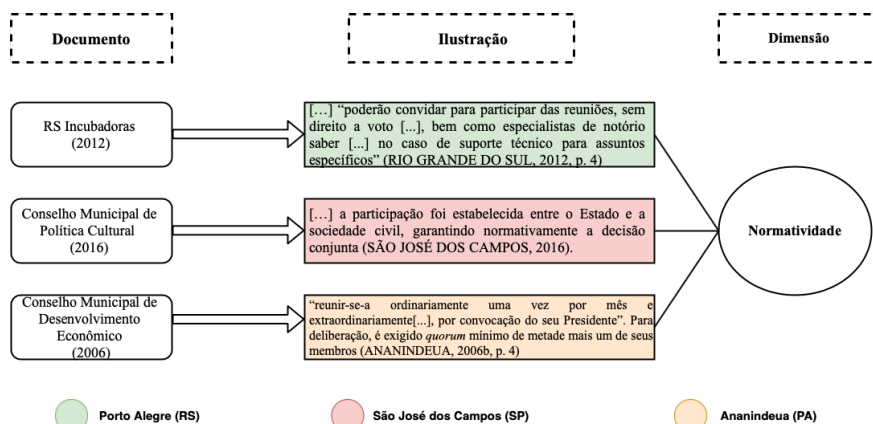 Documento
Ilustração
Dimensão
RS Incubadoras
(2012)
[…] “poderão convidar para participar das reuniões, sem
direito a voto [...], bem como especialistas de notório
saber [...] no caso de suporte técnico para assuntos
específicos” (RIO GRANDE DO SUL, 2012, p. 4)
Conselho Municipal de
Política Cultural
(2016)
[…] a participação foi estabelecida entre o Estado e a
sociedade civil, garantindo normativamente a decisão
conjunta (SÃO JOSÉ DOS CAMPOS, 2016).
Normatividade
Conselho Municipal de
Desenvolvimento
Econômico
(2006)
“reunir-se-a ordinariamente uma vez por mês e
extraordinariamente[...], por convocação do seu Presidente”. Para
deliberação, é exigido quorum mínimo de metade mais um de seus
membros (ANANINDEUA, 2006b, p. 4)
Porto Alegre (RS)
São José dos Campos (SP)
Ananindeua (PA)